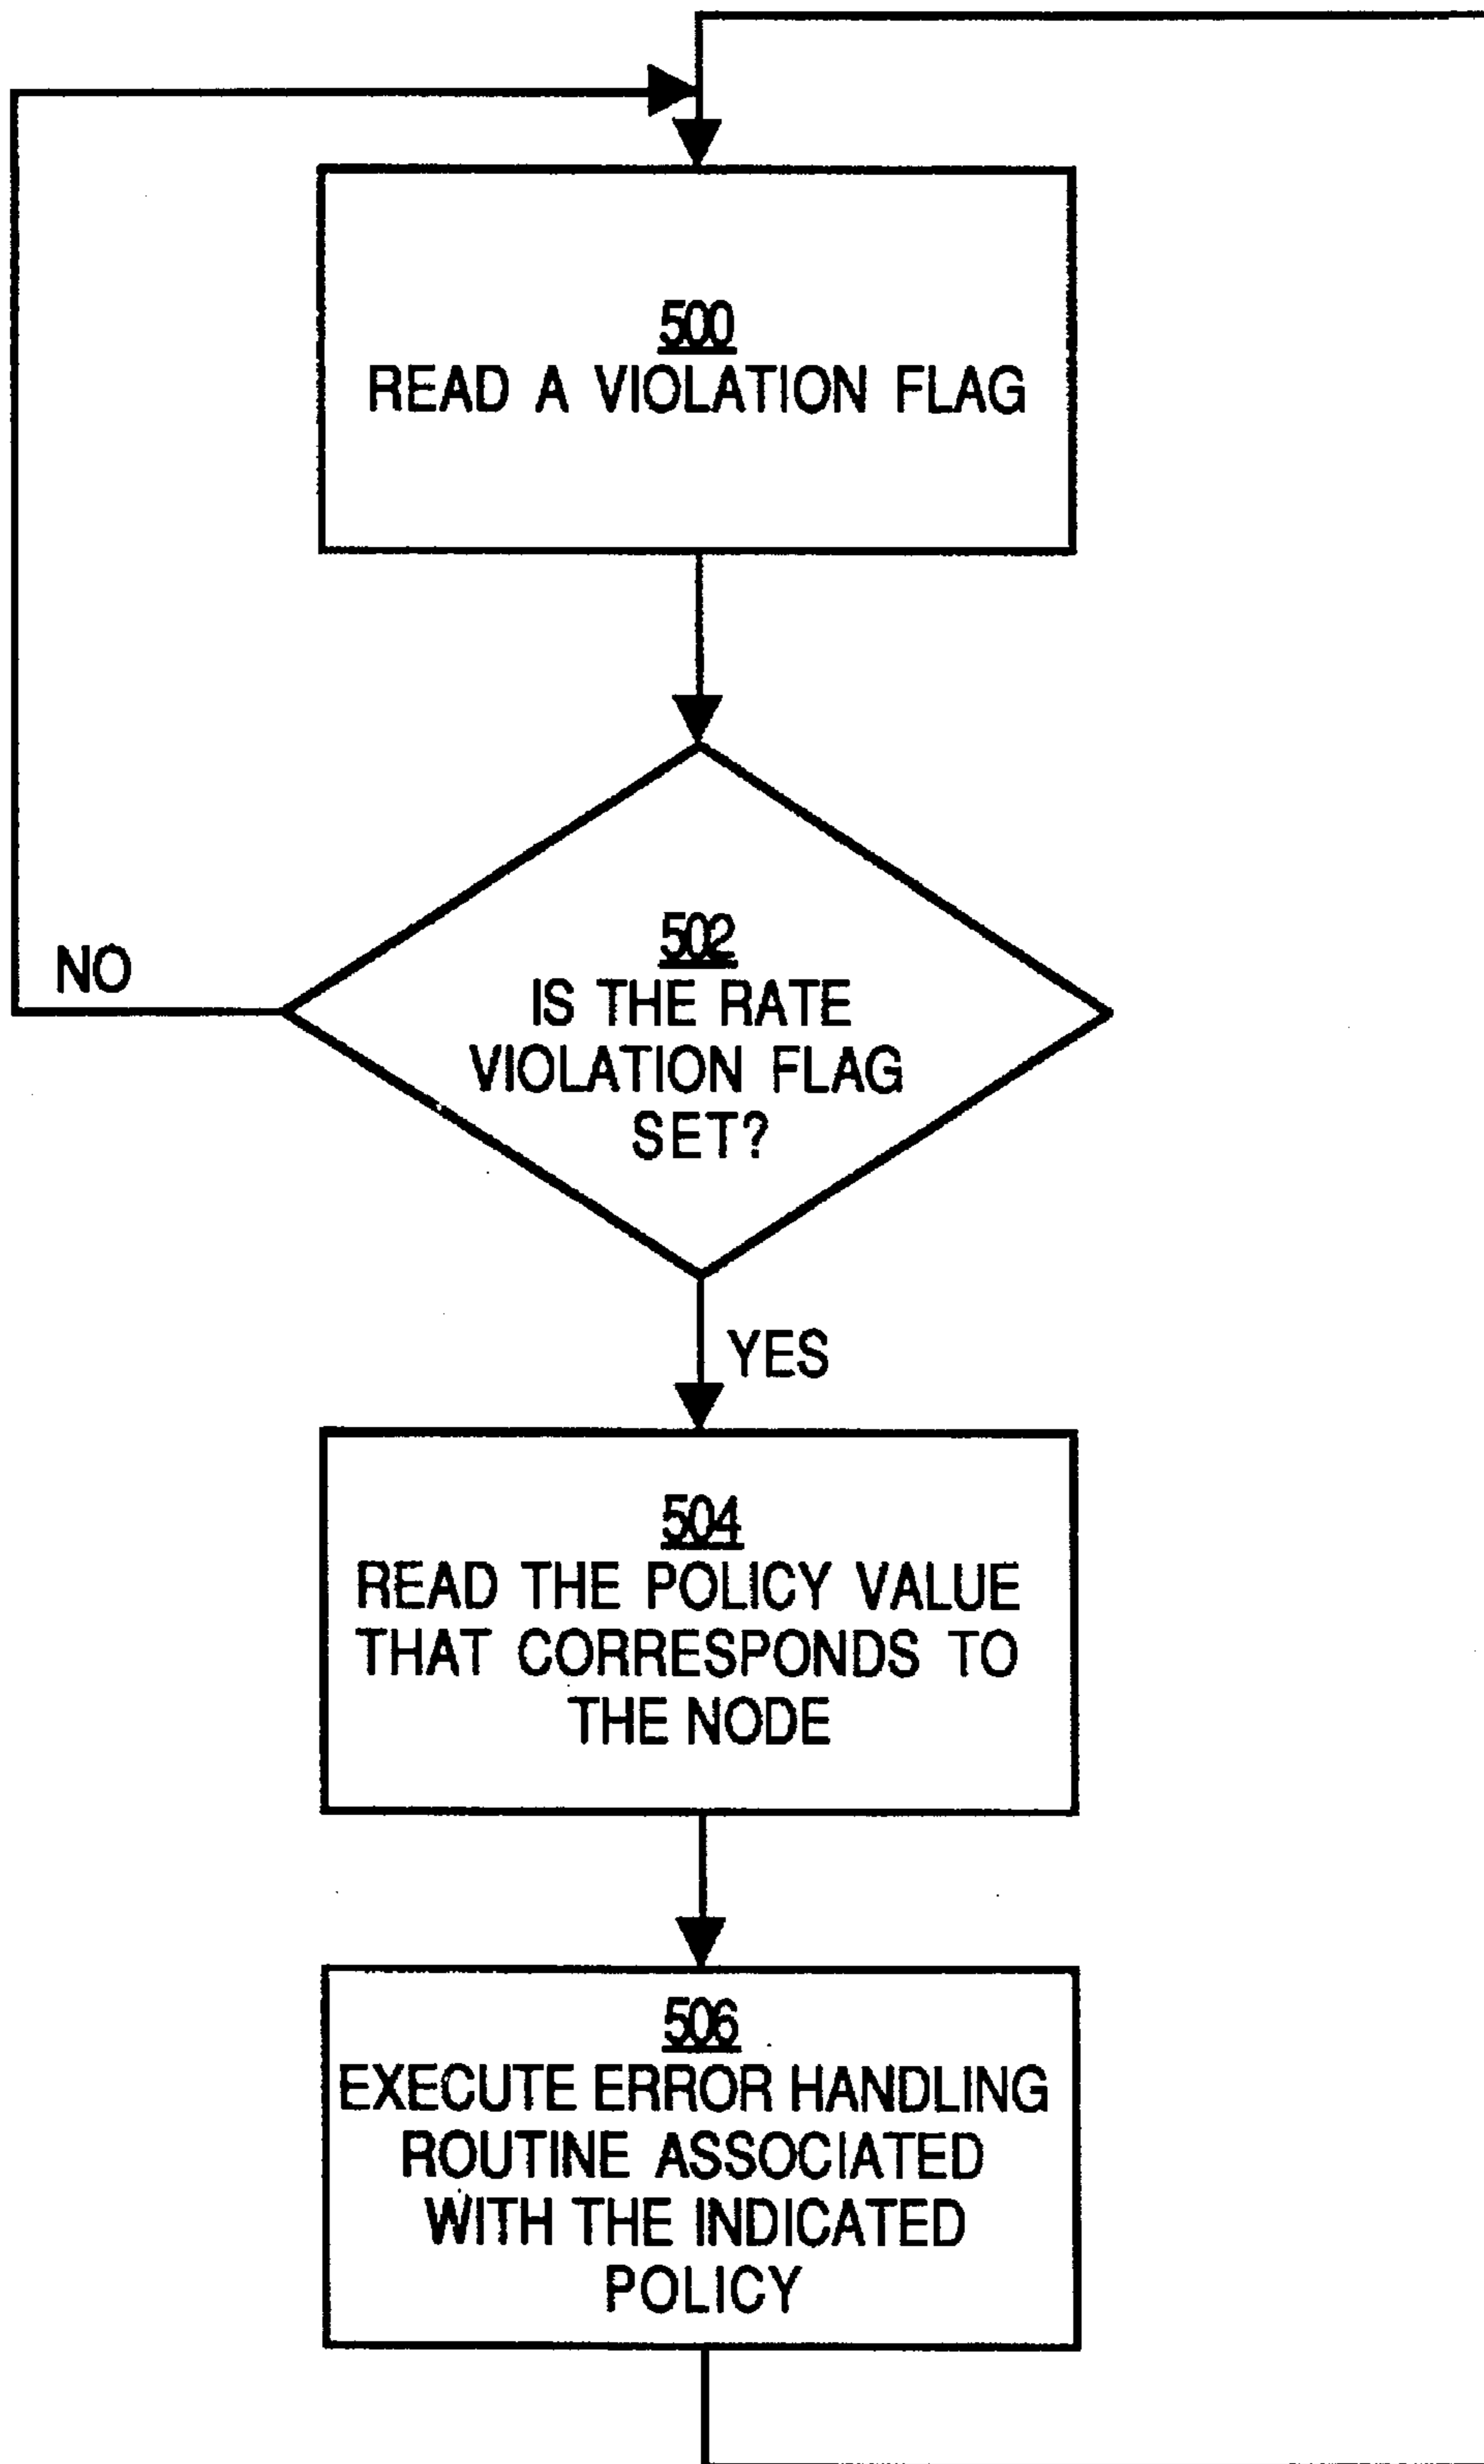 500
READ A VIOLATION FLAG
502
IS THE RATE
VIOLATION FLAG
SET?
NO
YES
504
READ THE POLICY VALUE
THAT CORRESPONDS TO
THE NODE
506
EXECUTE ERROR HANDLING
ROUTINE ASSOCIATED
WITH THE INDICATED
POLICY